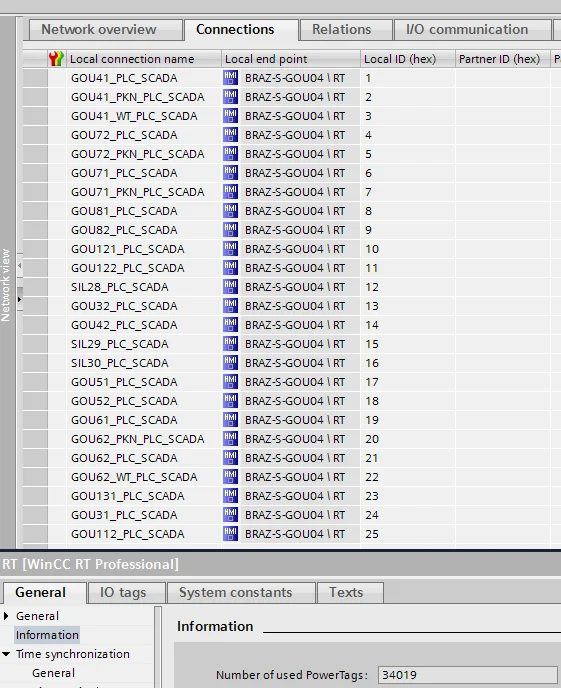 Network overview Connections Relations I/O communication
Local connection name Local end point Local ID (hex) Partner ID (hex) P
GOU41_PLC_SCADA HMI BRAZ-S-GOU04 \ RT 1
GOU41_PKN_PLC_SCADA HMI BRAZ-S-GOU04 \ RT 2
GOU41_WT_PLC_SCADA HMI BRAZ-S-GOU04 \ RT 3
GOU72_PLC_SCADA HMI BRAZ-S-GOU04 \ RT 4
GOU72_PKN_PLC_SCADA HMI BRAZ-S-GOU04 \ RT 5
GOU71_PLC_SCADA HMI BRAZ-S-GOU04 \ RT 6
GOU71_PKN_PLC_SCADA HMI BRAZ-S-GOU04 \ RT 7
GOU81_PLC_SCADA HMI BRAZ-S-GOU04 \ RT 8
GOU82_PLC_SCADA HMI BRAZ-S-GOU04 \ RT 9
GOU121_PLC_SCADA HMI BRAZ-S-GOU04 \ RT 10
GOU122_PLC_SCADA HMI BRAZ-S-GOU04 \ RT 11
SIL28_PLC_SCADA HMI BRAZ-S-GOU04 \ RT 12
GOU32_PLC_SCADA HMI BRAZ-S-GOU04 \ RT 13
GOU42_PLC_SCADA HMI BRAZ-S-GOU04 \ RT 14
SIL29_PLC_SCADA HMI BRAZ-S-GOU04 \ RT 15
SIL30_PLC_SCADA HMI BRAZ-S-GOU04 \ RT 16
GOU51_PLC_SCADA HMI BRAZ-S-GOU04 \ RT 17
GOU52_PLC_SCADA HMI BRAZ-S-GOU04 \ RT 18
GOU61_PLC_SCADA HMI BRAZ-S-GOU04 \ RT 19
GOU62_PKN_PLC_SCADA HMI BRAZ-S-GOU04 \ RT 20
GOU62_PLC_SCADA HMI BRAZ-S-GOU04 \ RT 21
GOU62_WT_PLC_SCADA HMI BRAZ-S-GOU04 \ RT 22
GOU131_PLC_SCADA HMI BRAZ-S-GOU04 \ RT 23
GOU31_PLC_SCADA HMI BRAZ-S-GOU04 \ RT 24
GOU112_PLC_SCADA HMI BRAZ-S-GOU04 \ RT 25
Network view
RT [WinCC RT Professional]
General IO tags System constants Texts
General
Information
Time synchronization
General
Information
Number of used PowerTags: 34019